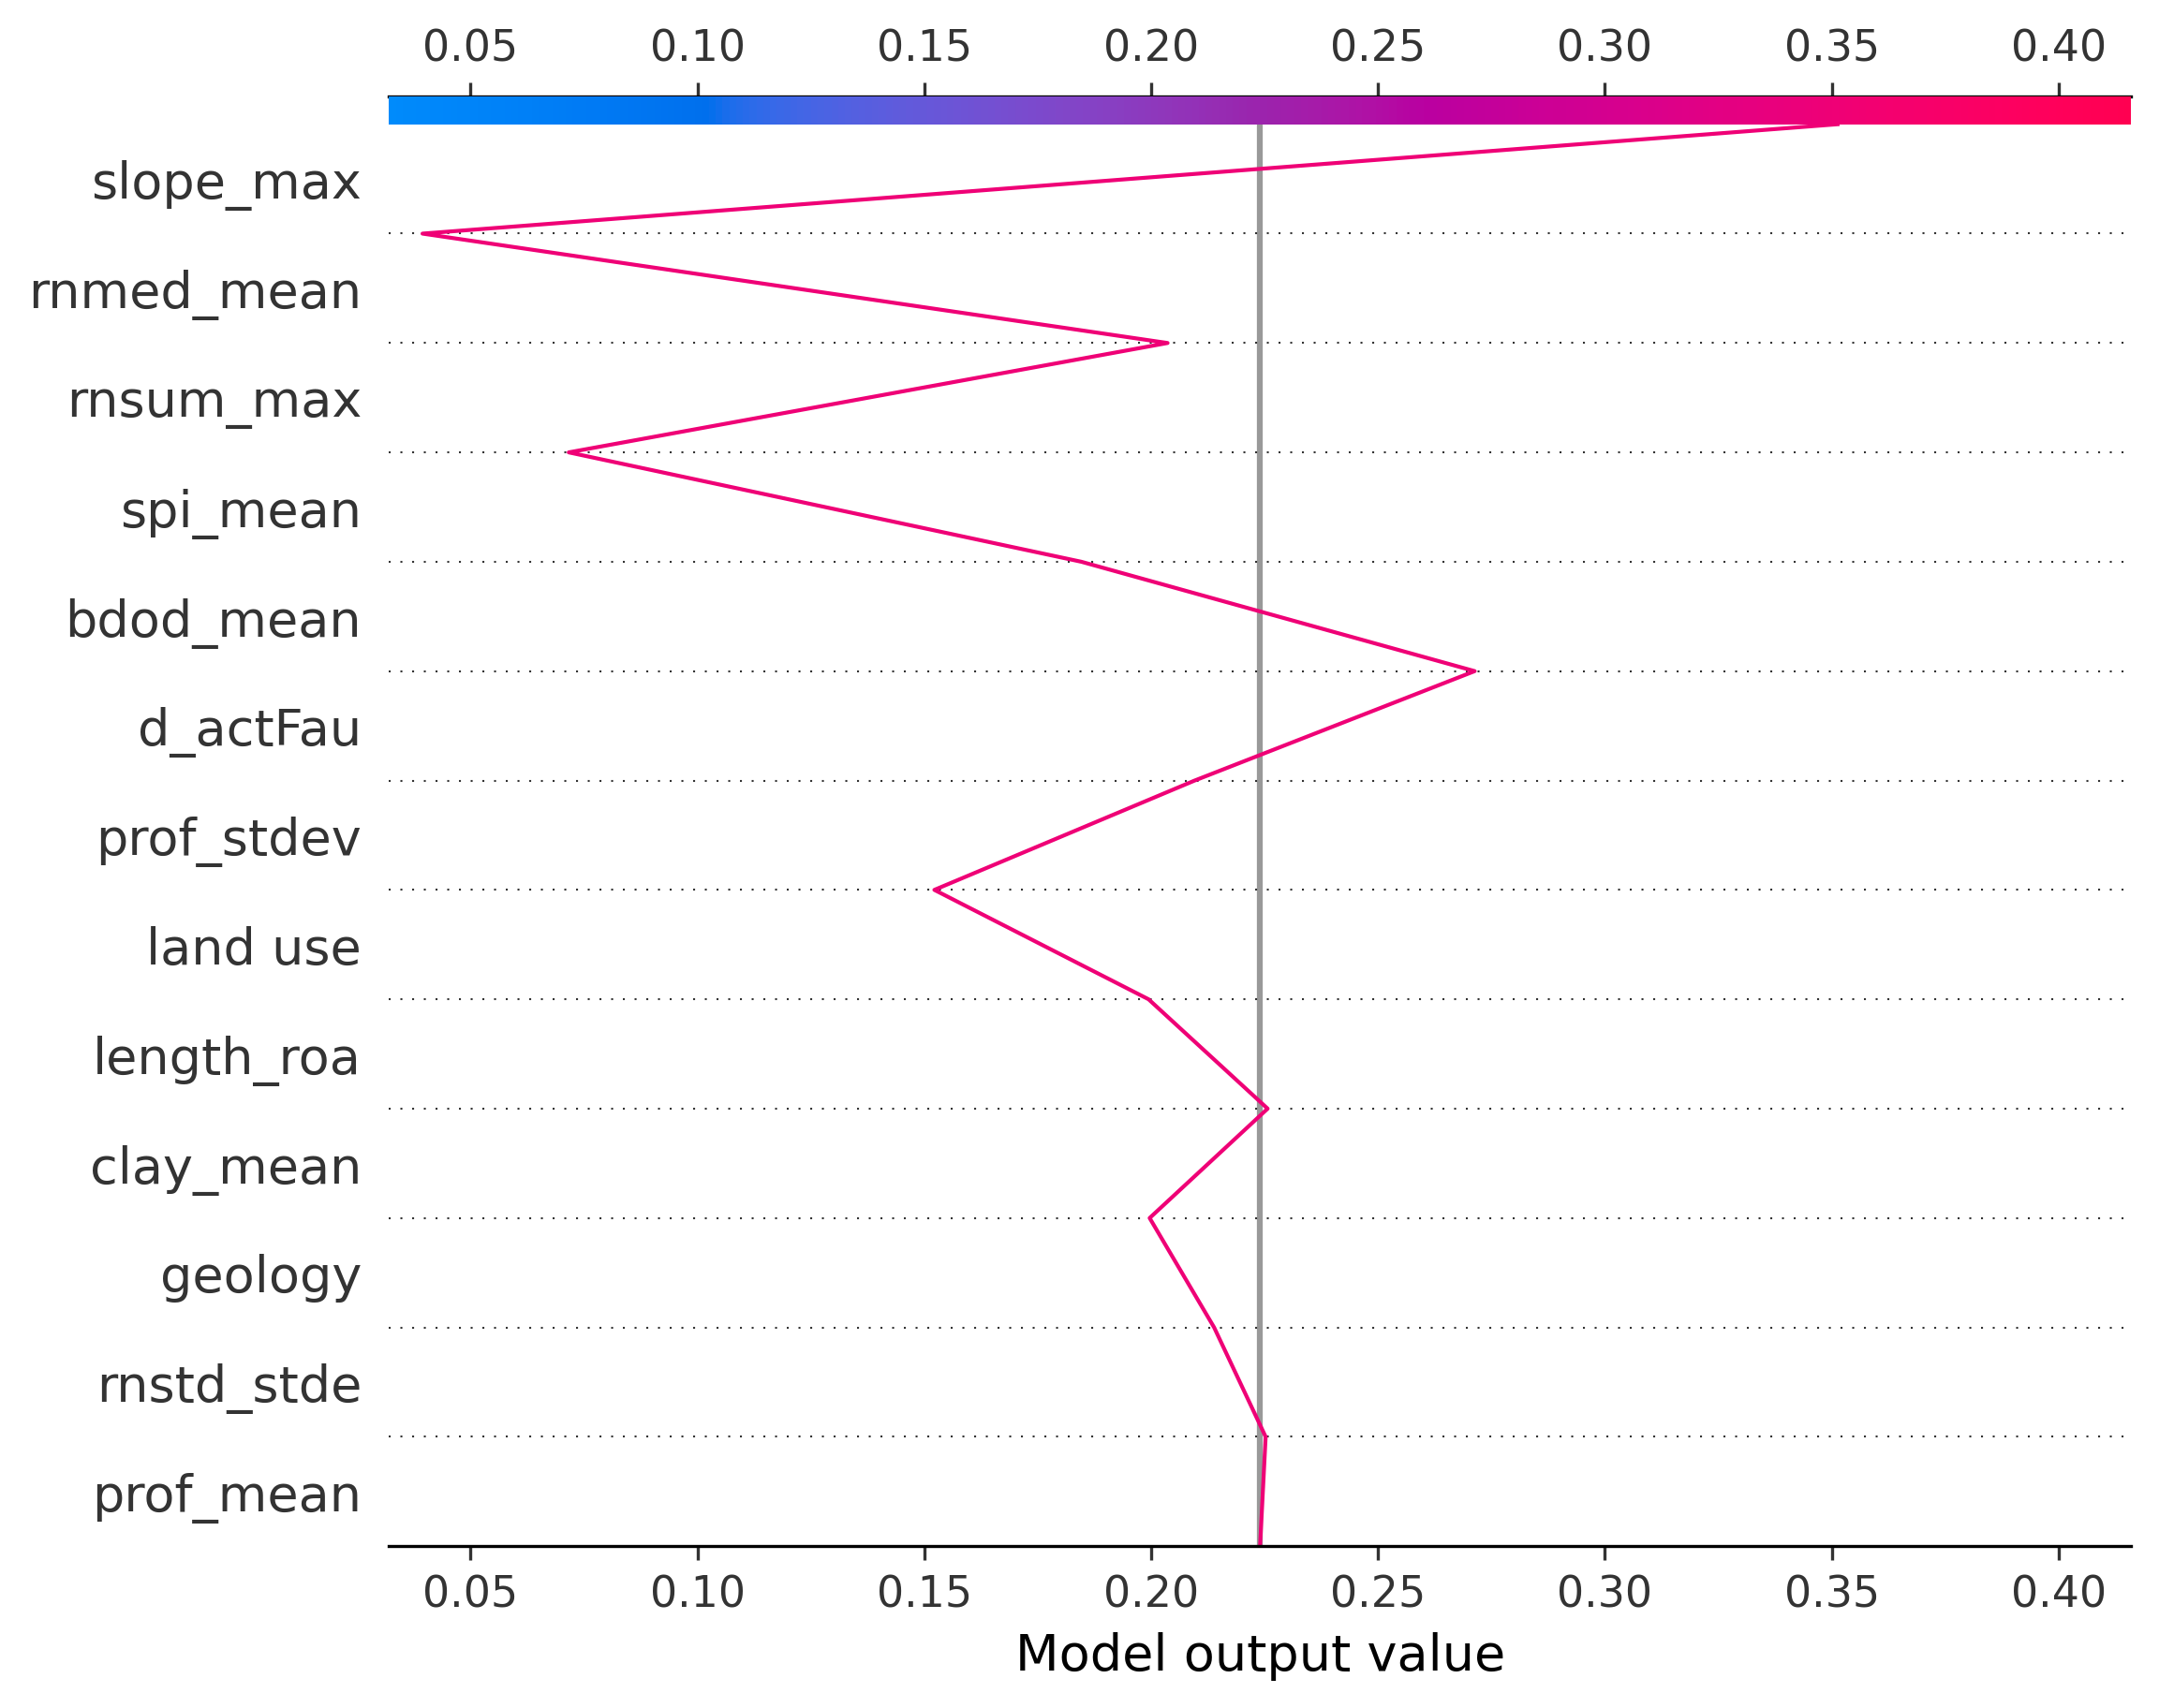 0.05 0.10 0.15 0.20 0.25 0.30 0.35 0.40
slope_max
rnmed_mean
rnsum_max
spi_mean
bdod_mean
d_actFau
prof_stdev
land use
length_roa
clay_mean
geology
rnstd_stde
prof_mean
0.05 0.10 0.15 0.20 0.25 0.30 0.35 0.40
Model output value